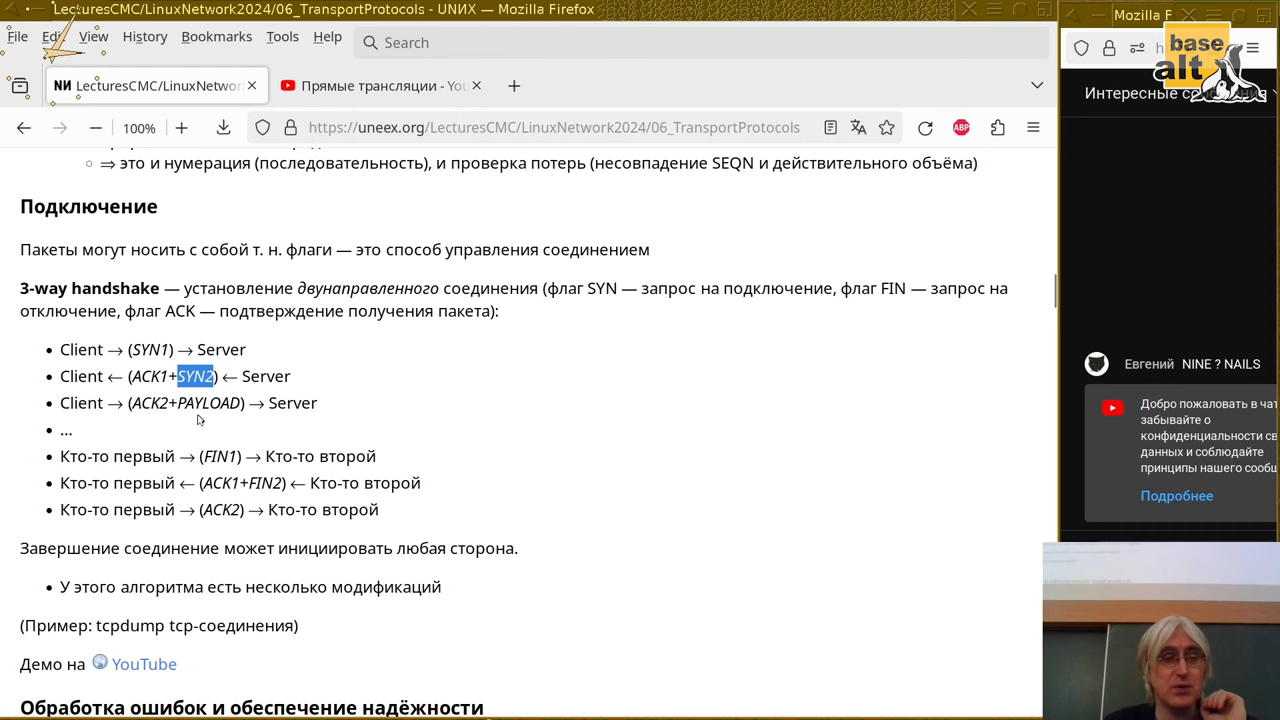 LecturesCMC/LinuxNetwork2024/06_TransportProtocols - UNИX — Mozilla Firefox
File Edit View History Bookmarks Tools Help
Search
NИ LecturesCMC/LinuxNetwor
Прямые трансляции - You
100%
https://uneex.org/LecturesCMC/LinuxNetwork2024/06_TransportProtocols
ABP
⇒ это и нумерация (последовательность), и проверка потерь (несовпадение SEQN и действительного объёма)
Подключение
Пакеты могут носить с собой т. н. флаги — это способ управления соединением
3-way handshake — установление двунаправленного соединения (флаг SYN — запрос на подключение, флаг FIN — запрос на
отключение, флаг ACK — подтверждение получения пакета):
Client → (SYN1) → Server
Client ← (ACK1+SYN2) ← Server
Client → (ACK2+PAYLOAD) → Server
...
Кто-то первый → (FIN1) → Кто-то второй
Кто-то первый ← (ACK1+FIN2) ← Кто-то второй
Кто-то первый → (ACK2) → Кто-то второй
Завершение соединение может инициировать любая сторона.
У этого алгоритма есть несколько модификаций
(Пример: tcpdump tcp-соединения)
Демо на YouTube
Обработка ошибок и обеспечение надёжности
Mozilla F
base
alt
Интересные
Евгений NINE ? NAILS
Добро пожаловать в чат
забывайте о
конфиденциальности св
данных и соблюдайте
принципы нашего сообщ
Подробнее